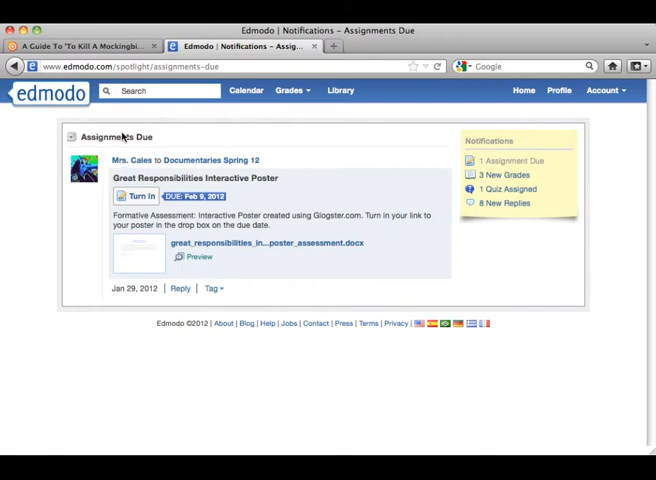 Edmodo | Notifications – Assignments Due
A Guide To 'To Kill A Mockingbi...
Edmodo | Notifications – Assig...
www.edmodo.com/spotlight/assignments-due
Google
edmodo
Search
Calendar
Grades
Library
Home
Profile
Account
Assignments Due
Mrs. Cales to Documentaries Spring 12
Great Responsibilities Interactive Poster
Turn In
DUE: Feb 9, 2012
Formative Assessment: Interactive Poster created using Glogster.com. Turn in your link to
your poster in the drop box on the due date.
great_responsibilities_in...poster_assessment.docx
Preview
Jan 29, 2012 | Reply | Tag
Notifications
1 Assignment Due
3 New Grades
1 Quiz Assigned
8 New Replies
Edmodo ©2012 | About | Blog | Help | Jobs | Contact | Press | Terms | Privacy |